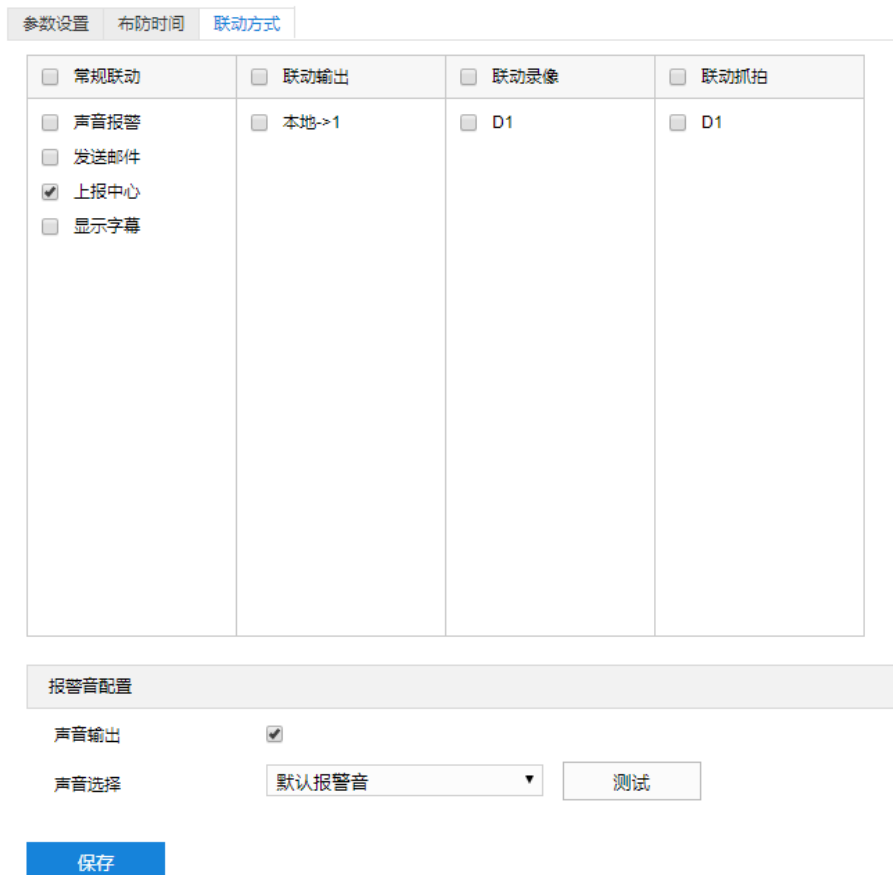 参数设置 布防时间 联动方式
常规联动 联动输出 联动录像 联动抓拍
声音报警 本地->1 D1 D1
发送邮件
上报中心
显示字幕
报警音配置
声音输出
声音选择 默认报警音 测试
保存